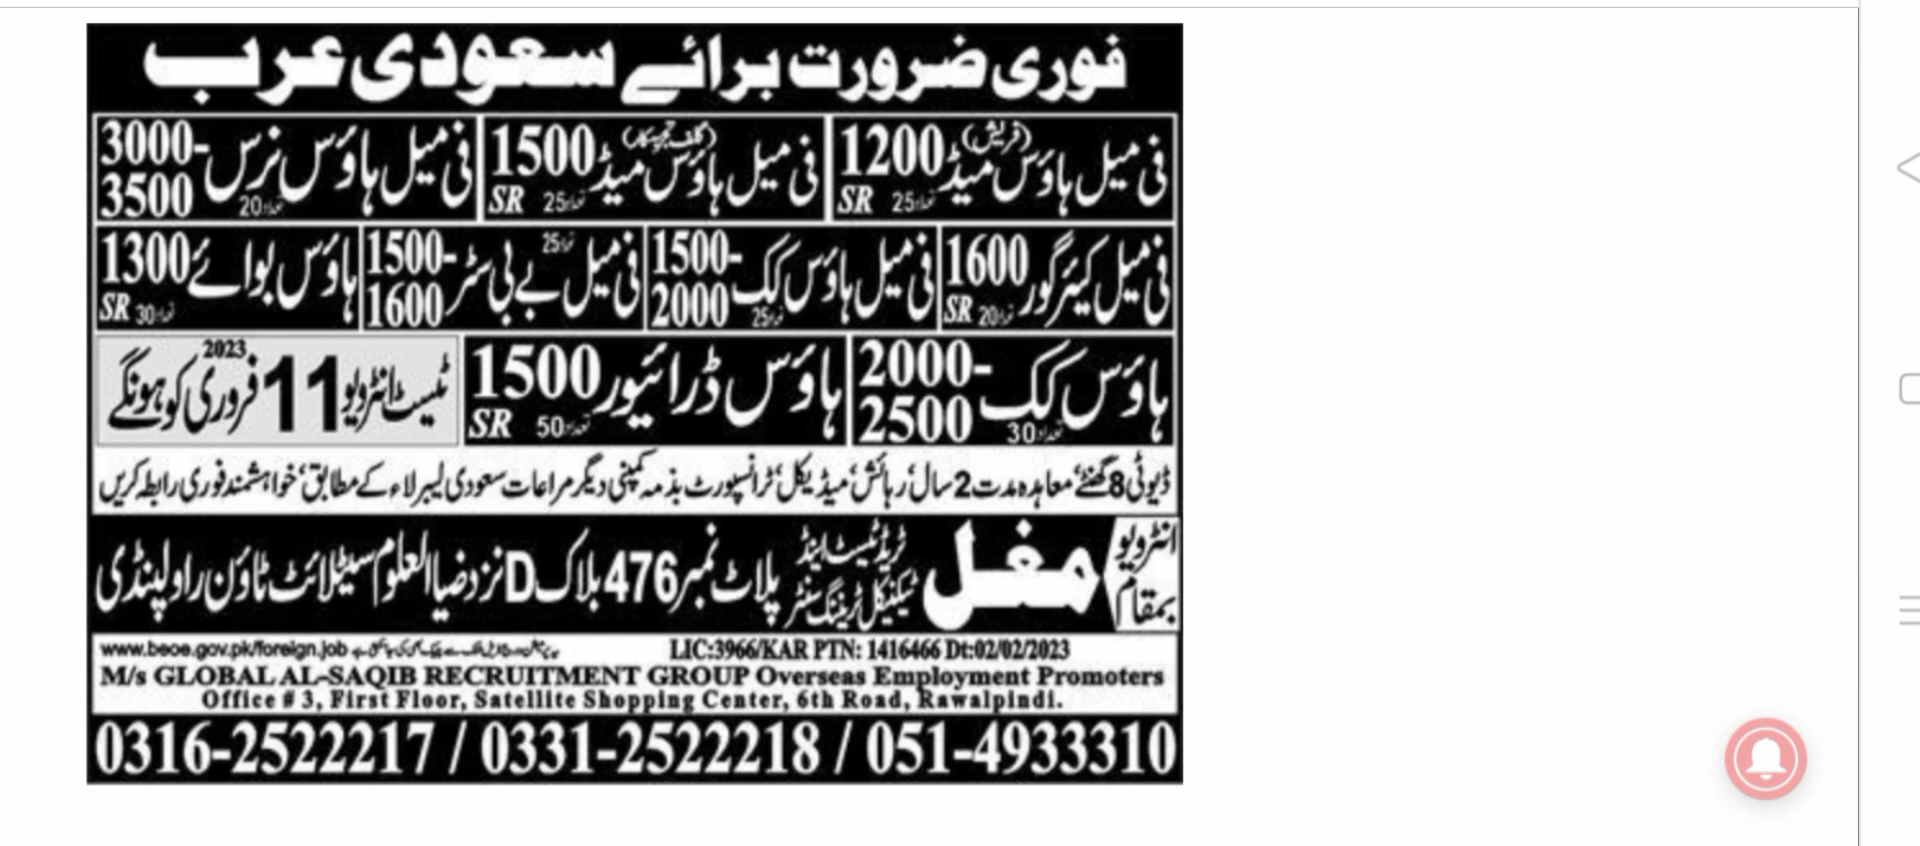 فوری ضرورت برائے سعودی عرب
فی میل ہاؤس میڈ (فریش) 1200 SR تعداد 25
فی میل ہاؤس میڈ (گلف تجربہ کار) 1500 SR تعداد 25
فی میل ہاؤس نرس 3000-3500 تعداد 20
فی میل کیئر گور 1600 SR تعداد 20
فی میل ہاؤس کک 1500-2000 تعداد 25
فی میل بے بی سٹر 1500-1600 تعداد 25
ہاؤس بوائے 1300 SR تعداد 30
ہاؤس کک 2000-2500 تعداد 30
ہاؤس ڈرائیور 1500 SR تعداد 50
ٹیسٹ انٹرویو 11 فروری 2023 کو ہونگے
ڈیوٹی 8 گھنٹے، معاہدہ مدت 2 سال، رہائش، میڈیکل، ٹرانسپورٹ بذمہ کمپنی دیگر مراعات سعودی لیبر لاء کے مطابق، خواہشمند فوری رابطہ کریں
انٹرویو بمقام مغل ٹریڈ ٹیسٹ اینڈ ٹیکنیکل ٹریننگ سنٹر پلاٹ نمبر 476 بلاک D نزد ضیاالعلوم سیٹلائٹ ٹاؤن راولپنڈی
LIC:3966/KAR PTN: 1416466 Dt:02/02/2023
www.beoe.gov.pk/foreign.job
M/s GLOBAL AL-SAQIB RECRUITMENT GROUP Overseas Employment Promoters
Office # 3, First Floor, Satellite Shopping Center, 6th Road, Rawalpindi.
0316-2522217 / 0331-2522218 / 051-4933310